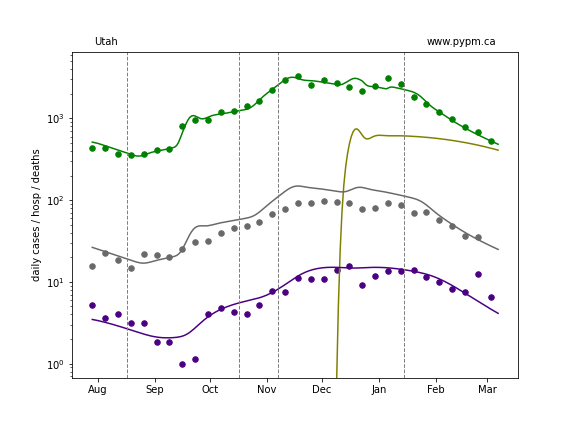 Utah www.pypm.ca
daily cases / hosp / deaths
10³
10²
10¹
10⁰
Aug Sep Oct Nov Dec Jan Feb Mar